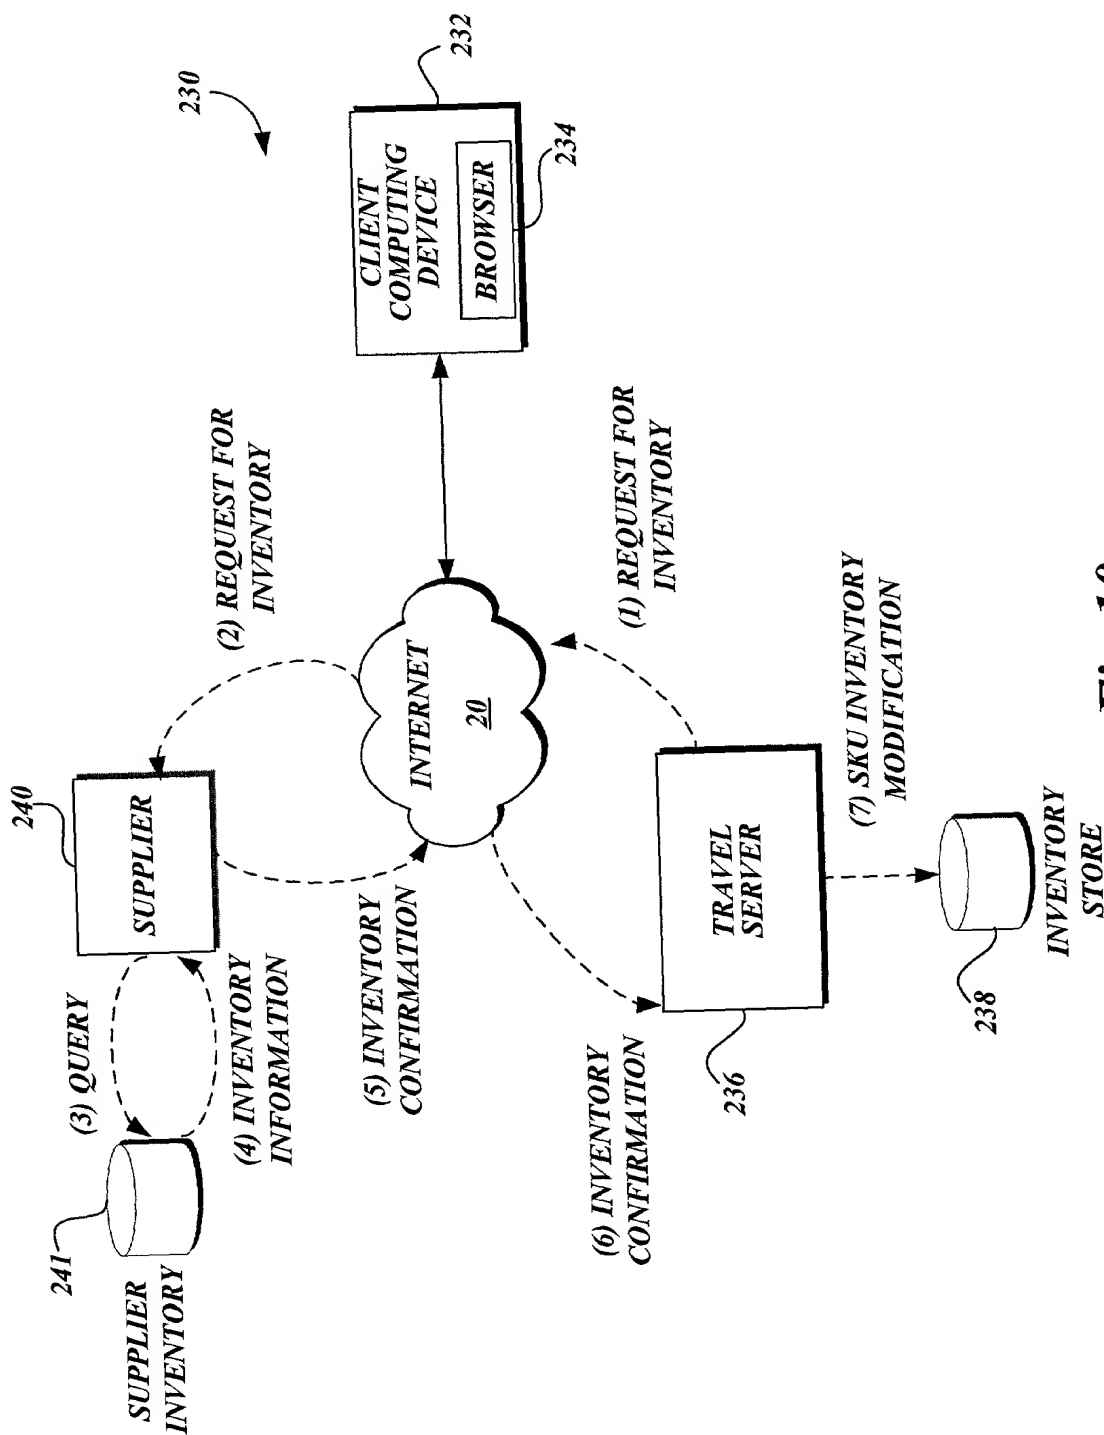 230
232
CLIENT
COMPUTING
DEVICE
BROWSER
234
(2) REQUEST FOR
INVENTORY
(1) REQUEST FOR
INVENTORY
INTERNET
20
240
SUPPLIER
(3) QUERY
(4) INVENTORY
INFORMATION
241
SUPPLIER
INVENTORY
(5) INVENTORY
CONFIRMATION
(6) INVENTORY
CONFIRMATION
TRAVEL
SERVER
236
(7) SKU INVENTORY
MODIFICATION
238
INVENTORY
STORE